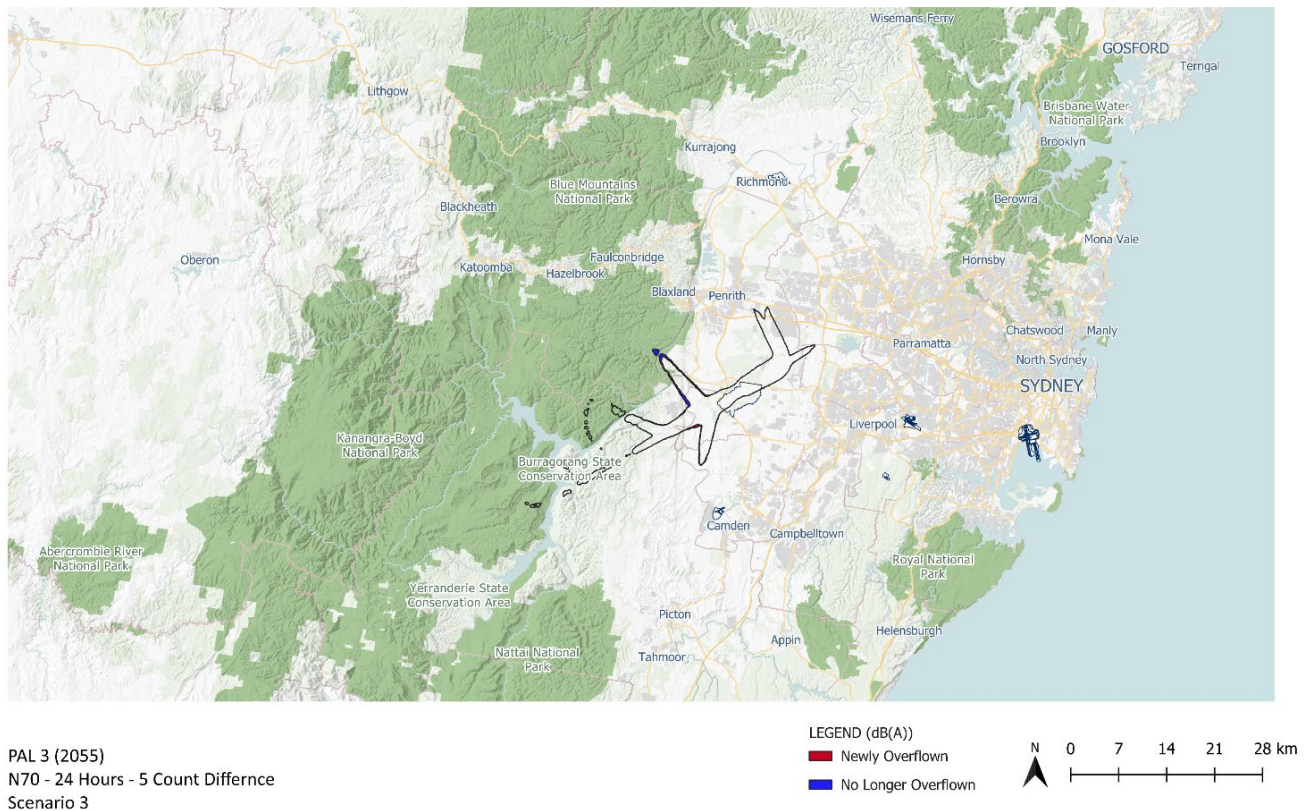 Wisemans Ferry
GOSFORD
Terrigal
Lithgow
Brisbane Water
National Park
Brooklyn
Kurrajong
Richmond
Blue Mountains
National Park
Berowra
Blackheath
Mona Vale
Oberon
Katoomba
Hazelbrook
Faulconbridge
Hornsby
Blaxland
Penrith
Chatswood
Manly
Parramatta
North Sydney
SYDNEY
Liverpool
Kanangra-Boyd
National Park
Burragorang State
Conservation Area
Camden
Campbelltown
Abercrombie River
National Park
Royal National
Park
Yerranderie State
Conservation Area
Picton
Helensburgh
Appin
Nattai National
Park
Tahmoor
PAL 3 (2055)
N70 - 24 Hours - 5 Count Differnce
Scenario 3
LEGEND (dB(A))
Newly Overflown
No Longer Overflown
N
0 7 14 21 28 km